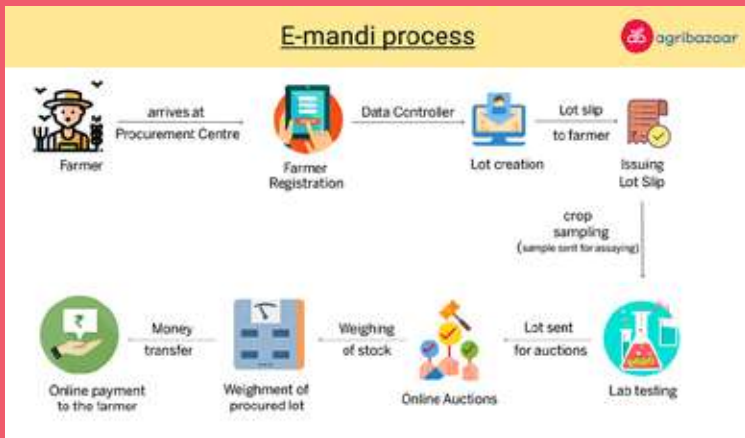 E-mandi process
agribazaar
arrives at
Procurement Centre
Farmer
Farmer
Registration
Data Controller
Lot creation
Lot slip
to farmer
Issuing
Lot Slip
crop
sampling
(sample sent for assaying)
Lab testing
Lot sent
for auctions
Online Auctions
Weighing
of stock
Weighment of
procured lot
Money
transfer
₹
Online payment
to the farmer